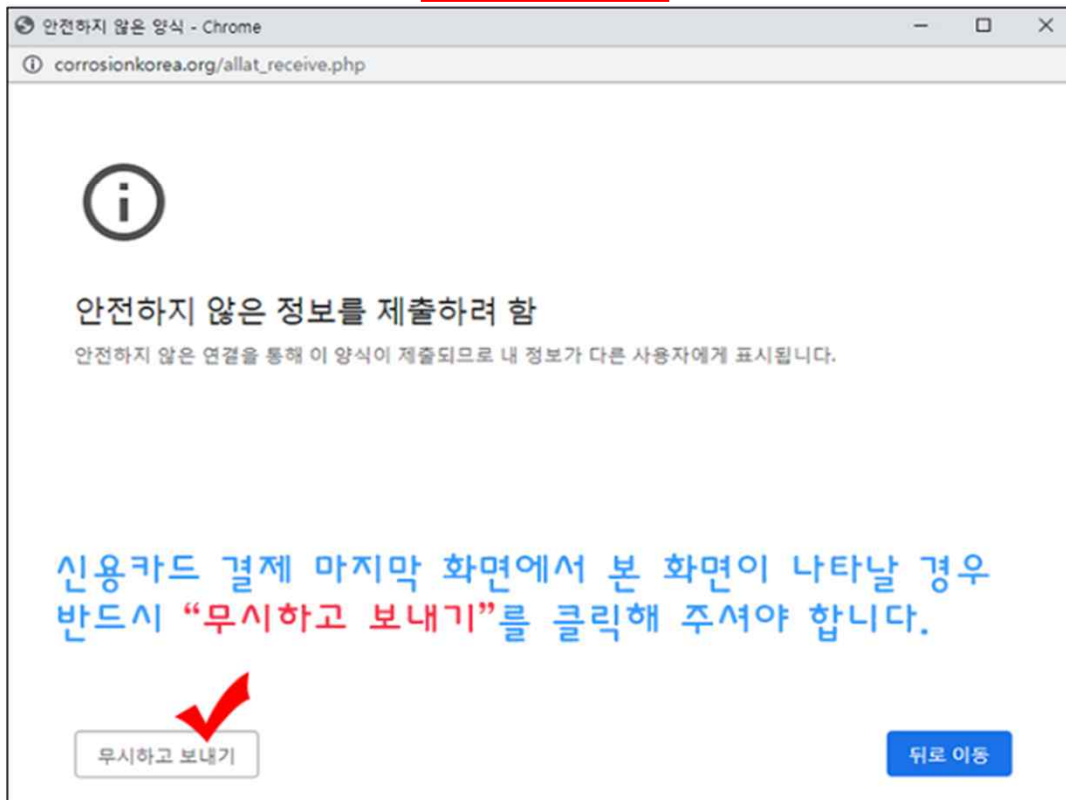 안전하지 않은 양식 - Chrome
corrosionkorea.org/allat_receive.php
안전하지 않은 정보를 제출하려 함
안전하지 않은 연결을 통해 이 양식이 제출되므로 내 정보가 다른 사용자에게 표시됩니다.
신용카드 결제 마지막 화면에서 본 화면이 나타날 경우
반드시 “무시하고 보내기”를 클릭해 주셔야 합니다.
무시하고 보내기
뒤로 이동